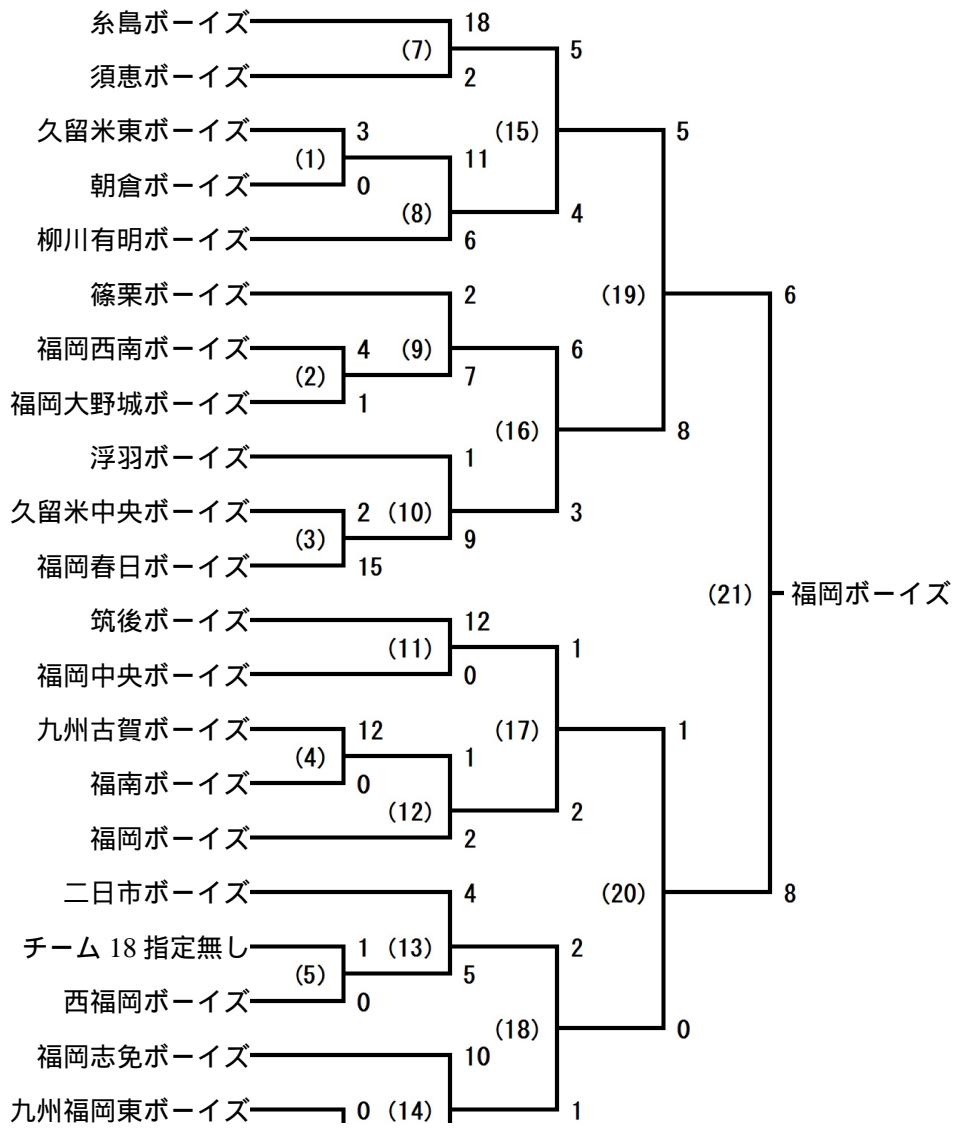 糸島ボーイズ 18
(7) 5
須恵ボーイズ 2
久留米東ボーイズ 3 (15) 5
(1) 11
朝倉ボーイズ 0
(8) 4
柳川有明ボーイズ 6
篠栗ボーイズ 2 (19) 6
福岡西南ボーイズ 4 (9) 6
(2) 7
福岡大野城ボーイズ 1
(16) 8
浮羽ボーイズ 1
久留米中央ボーイズ 2 (10) 3
(3) 9
福岡春日ボーイズ 15
(21) 福岡ボーイズ
筑後ボーイズ 12
(11) 1
福岡中央ボーイズ 0
九州古賀ボーイズ 12 (17) 1
(4) 1
福南ボーイズ 0
(12) 2
福岡ボーイズ 2
二日市ボーイズ 4 (20) 8
チーム 18 指定無し 1 (13) 2
(5) 5
西福岡ボーイズ 0
(18) 0
福岡志免ボーイズ 10
九州福岡東ボーイズ 0 (14) 1